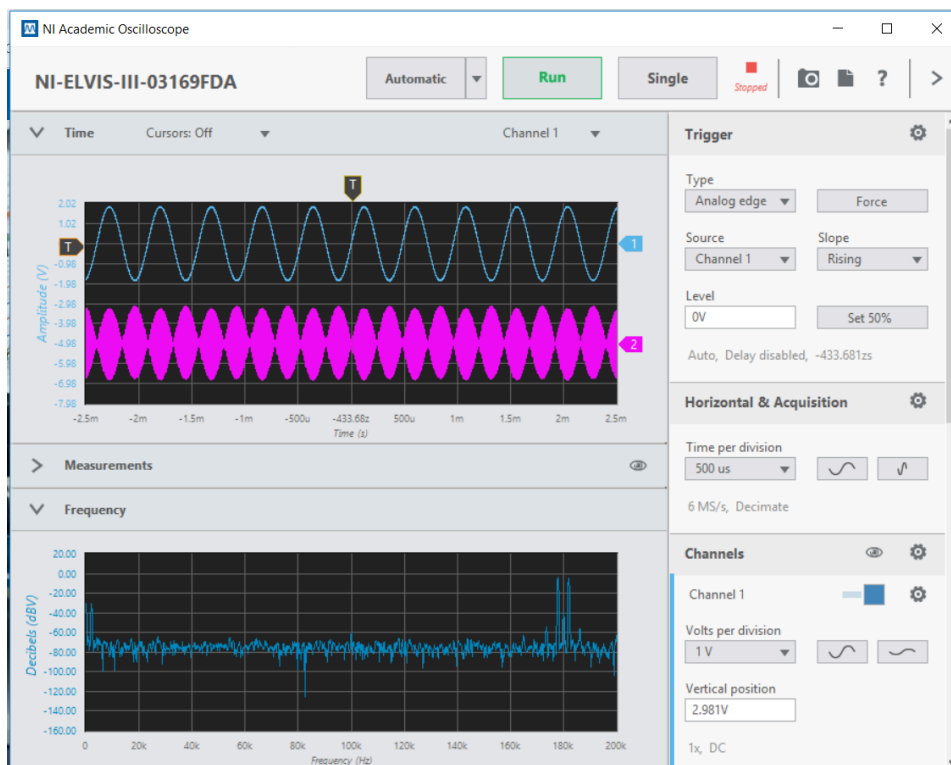 NI Academic Oscilloscope
NI-ELVIS-III-03169FDA
Automatic
Run
Single
Stopped
?
Time
Cursors: Off
Channel 1
T
T
2.02
1.02
-0.98
-1.98
-2.98
-3.98
-4.98
-5.98
-6.98
-7.98
Amplitude (V)
1
2
-2.5m -2m -1.5m -1m -500u -433.68z 500u 1m 1.5m 2m 2.5m
Time (s)
Measurements
Frequency
20.00
0.00
-20.00
-40.00
-60.00
-80.00
-100.00
-120.00
-140.00
-160.00
Decibels (dBV)
0 20k 40k 60k 80k 100k 120k 140k 160k 180k 200k
Frequency (Hz)
Trigger
Type
Analog edge
Force
Source Slope
Channel 1 Rising
Level
0V
Set 50%
Auto, Delay disabled, -433.681zs
Horizontal & Acquisition
Time per division
500 us
6 MS/s, Decimate
Channels
Channel 1
Volts per division
1 V
Vertical position
2.981V
1x, DC